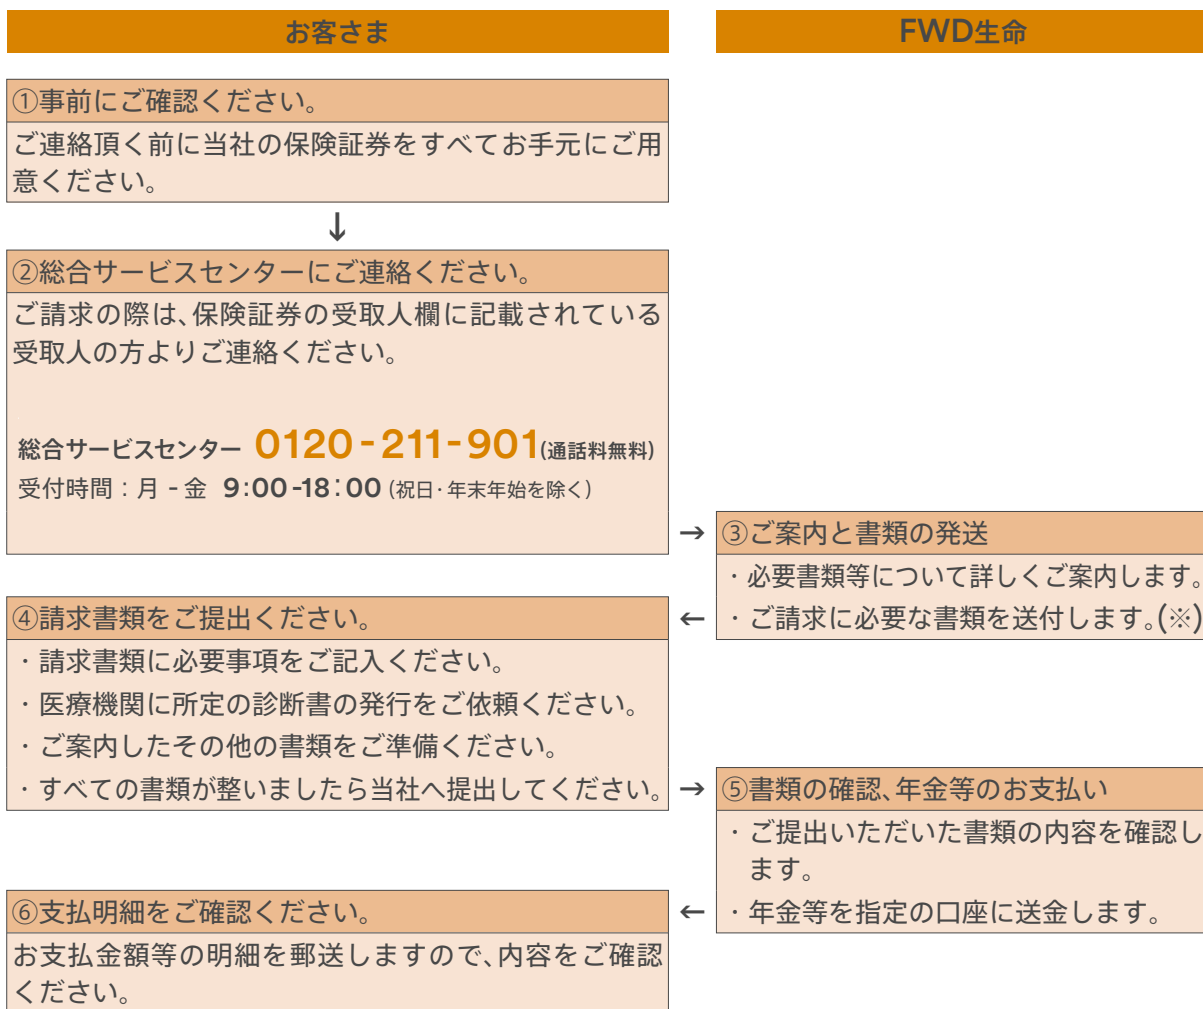 お客さま
FWD生命
①事前にご確認ください。
ご連絡頂く前に当社の保険証券をすべてお手元にご用
意ください。
↓
②総合サービスセンターにご連絡ください。
ご請求の際は、保険証券の受取人欄に記載されている
受取人の方よりご連絡ください。
総合サービスセンター 0120-211-901(通話料無料)
受付時間：月 - 金 9:00-18:00 (祝日・年末年始を除く)
→
③ご案内と書類の発送
・必要書類等について詳しくご案内します。
・ご請求に必要な書類を送付します。(※)
←
④請求書類をご提出ください。
・請求書類に必要事項をご記入ください。
・医療機関に所定の診断書の発行をご依頼ください。
・ご案内したその他の書類をご準備ください。
・すべての書類が整いましたら当社へ提出してください。
→
⑤書類の確認、年金等のお支払い
・ご提出いただいた書類の内容を確認し
ます。
・年金等を指定の口座に送金します。
←
⑥支払明細をご確認ください。
お支払金額等の明細を郵送しますので、内容をご確認
ください。